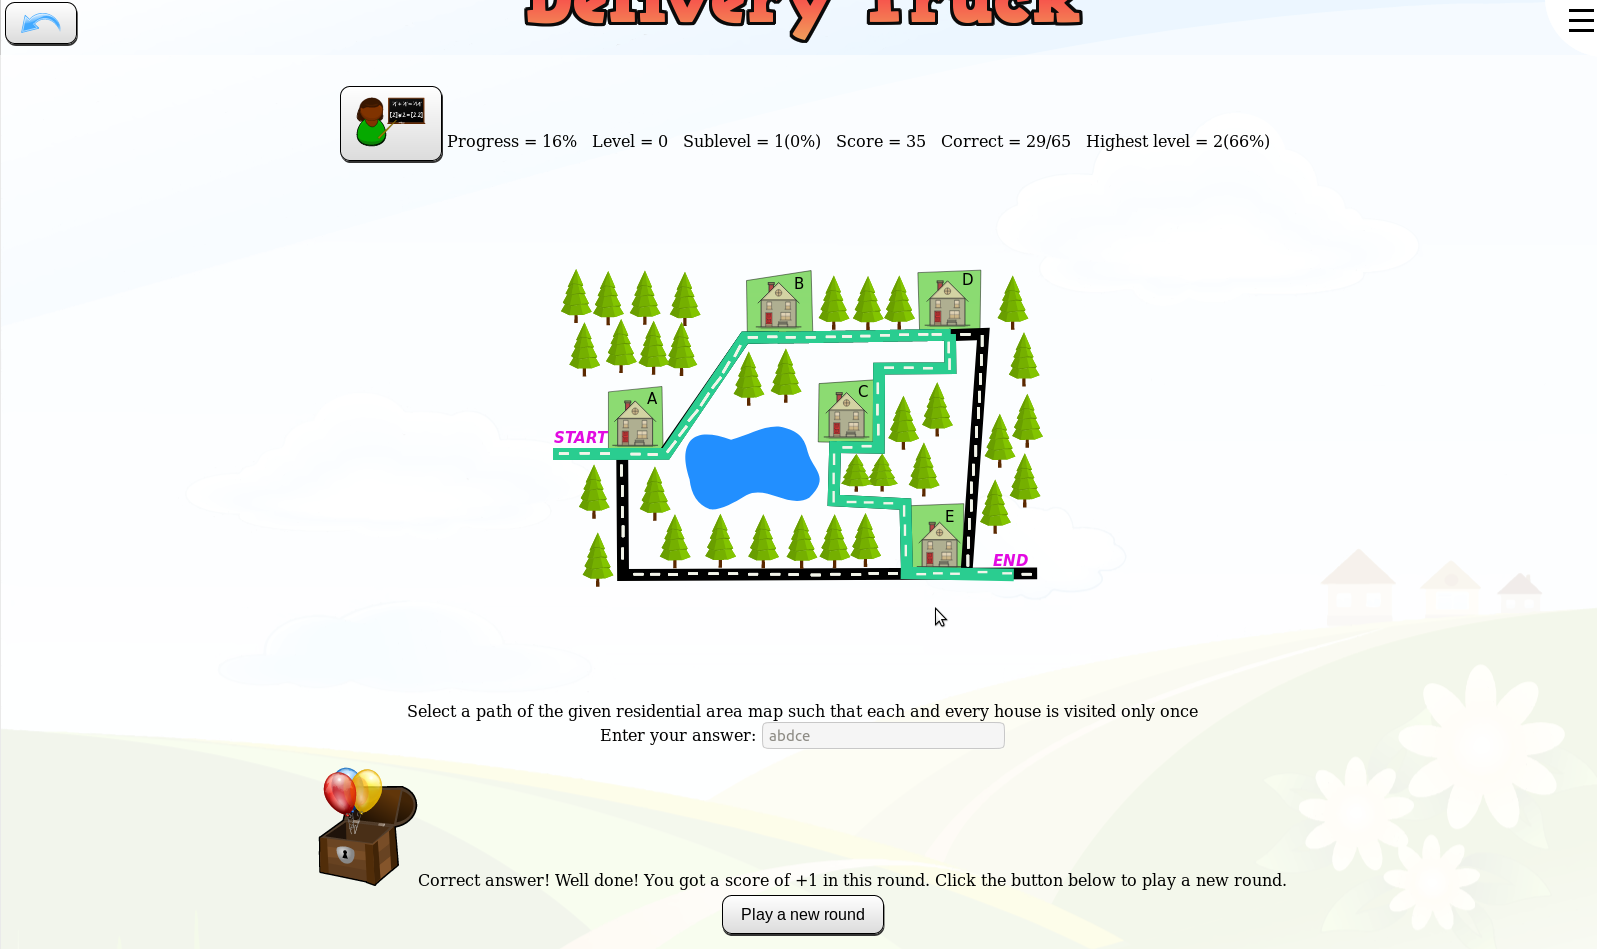 Delivery Truck
Progress = 16% Level = 0 Sublevel = 1(0%) Score = 35 Correct = 29/65 Highest level = 2(66%)
B
D
A
C
START
E
END
Select a path of the given residential area map such that each and every house is visited only once
Enter your answer: abdce
Correct answer! Well done! You got a score of +1 in this round. Click the button below to play a new round.
Play a new round